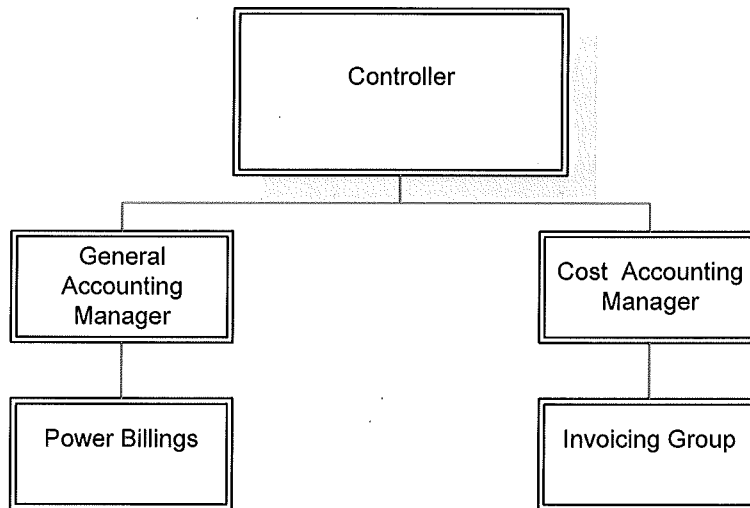 Controller
General
Accounting
Manager
Cost Accounting
Manager
Power Billings
Invoicing Group